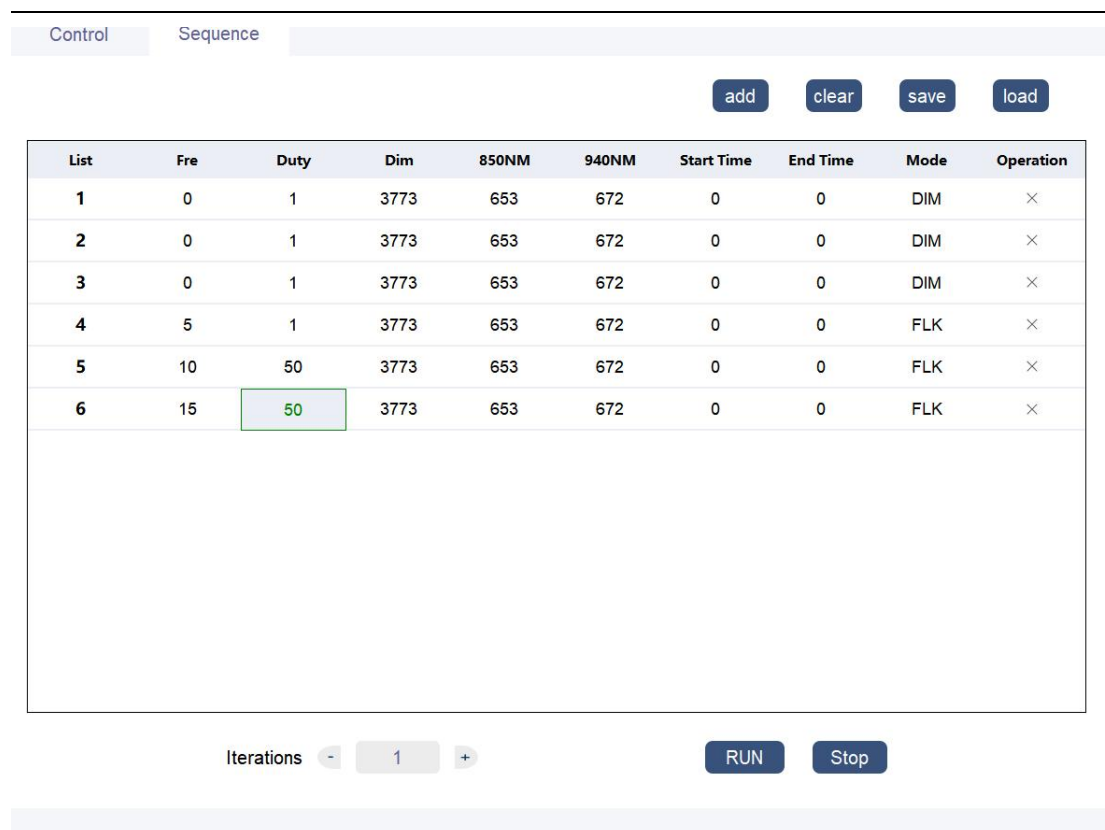 Control Sequence
add clear save load
List Fre Duty Dim 850NM 940NM Start Time End Time Mode Operation
1 0 1 3773 653 672 0 0 DIM ×
2 0 1 3773 653 672 0 0 DIM ×
3 0 1 3773 653 672 0 0 DIM ×
4 5 1 3773 653 672 0 0 FLK ×
5 10 50 3773 653 672 0 0 FLK ×
6 15 50 3773 653 672 0 0 FLK ×
Iterations - 1 + RUN Stop